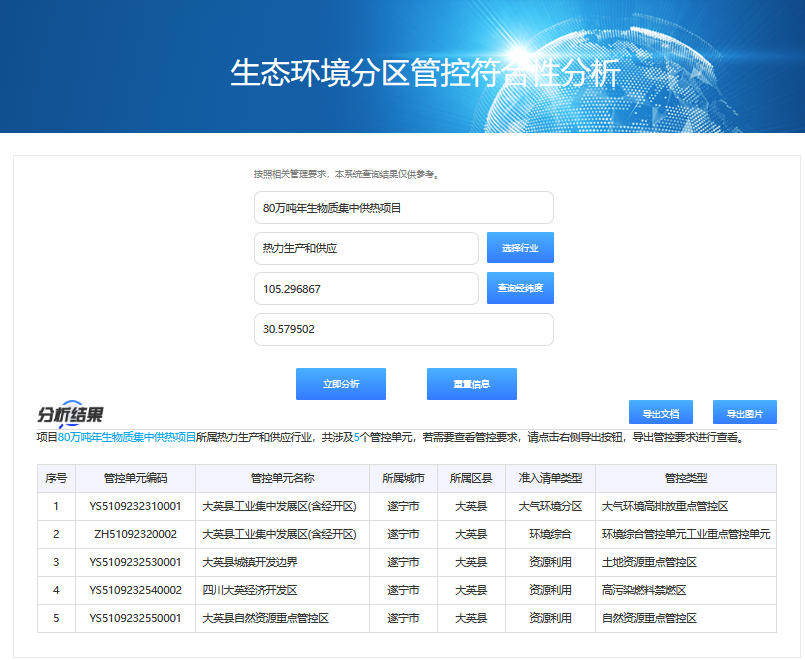 生态环境分区管控符合性分析
按照相关管理要求，本系统查询结果仅供参考。
80万吨年生物质集中供热项目
热力生产和供应 选择行业
105.296867 查询经纬度
30.579502
立即分析 重置信息
分析结果 导出文档 导出图片
项目80万吨年生物质集中供热项目所属热力生产和供应行业，共涉及5个管控单元，若需要查看管控要求，请点击右侧导出按钮，导出管控要求进行查看。
序号 管控单元编码 管控单元名称 所属城市 所属区县 准入清单类型 管控类型
1 YS5109232310001 大英县工业集中发展区(含经开区) 遂宁市 大英县 大气环境分区 大气环境高排放重点管控区
2 ZH51092320002 大英县工业集中发展区(含经开区) 遂宁市 大英县 环境综合 环境综合管控单元工业重点管控单元
3 YS5109232530001 大英县城镇开发边界 遂宁市 大英县 资源利用 土地资源重点管控区
4 YS5109232540002 四川大英经济开发区 遂宁市 大英县 资源利用 高污染燃料禁燃区
5 YS5109232550001 大英县自然资源重点管控区 遂宁市 大英县 资源利用 自然资源重点管控区